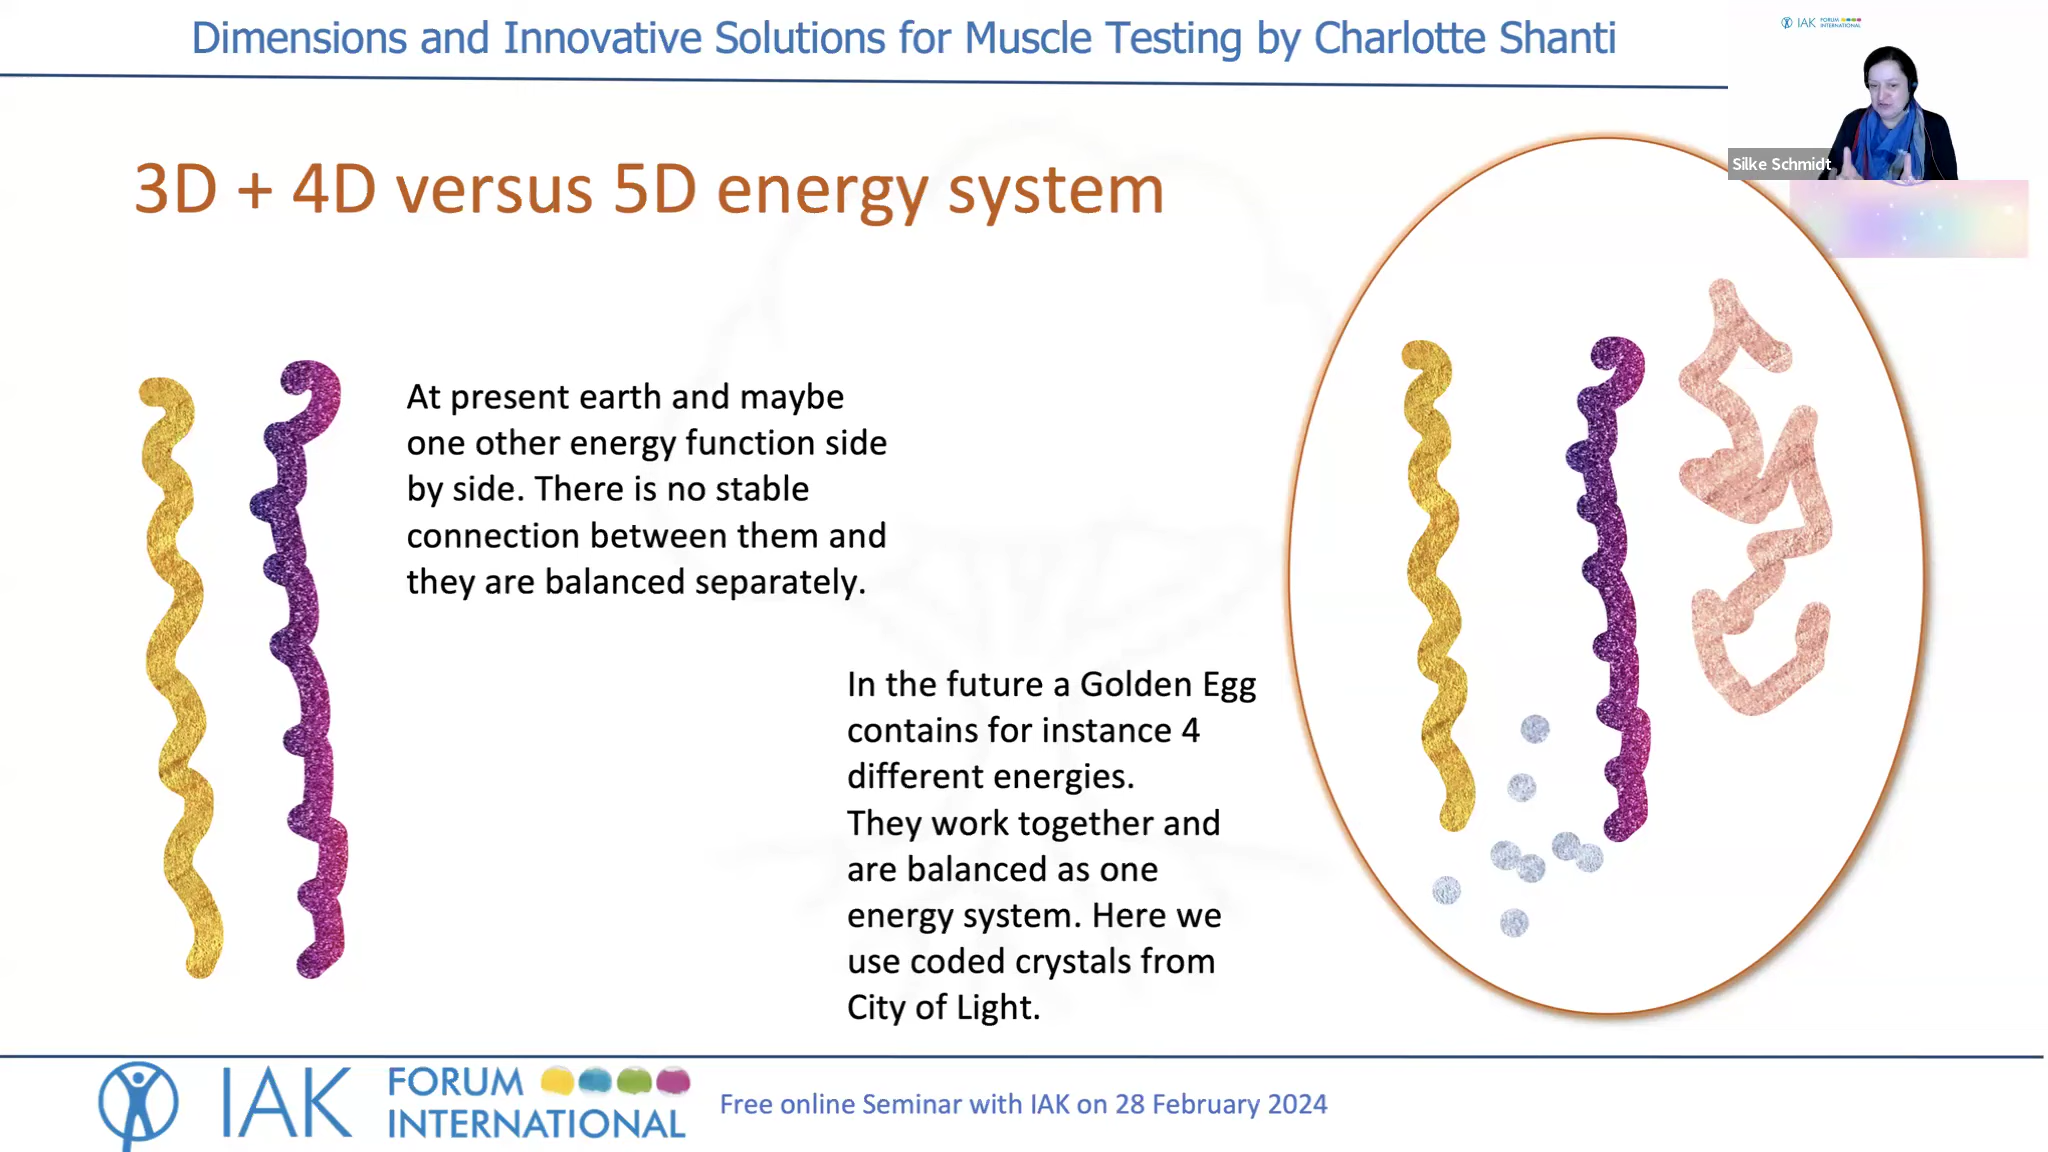 Dimensions and Innovative Solutions for Muscle Testing by Charlotte Shanti
IAK FORUM INTERNATIONAL
Silke Schmidt
3D + 4D versus 5D energy system
At present earth and maybe
one other energy function side
by side. There is no stable
connection between them and
they are balanced separately.
In the future a Golden Egg
contains for instance 4
different energies.
They work together and
are balanced as one
energy system. Here we
use coded crystals from
City of Light.
IAK FORUM
INTERNATIONAL
Free online Seminar with IAK on 28 February 2024